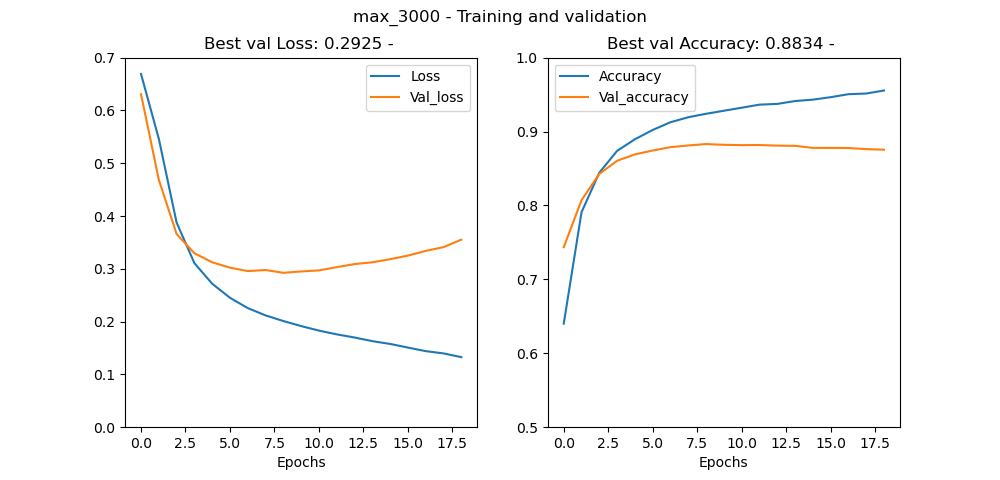 max_3000 - Training and validation
Best val Loss: 0.2925 -
0.7
0.6
0.5
0.4
0.3
0.2
0.1
0.0
Loss
Val_loss
0.0 2.5 5.0 7.5 10.0 12.5 15.0 17.5
Epochs
Best val Accuracy: 0.8834 -
1.0
0.9
0.8
0.7
0.6
0.5
Accuracy
Val_accuracy
0.0 2.5 5.0 7.5 10.0 12.5 15.0 17.5
Epochs